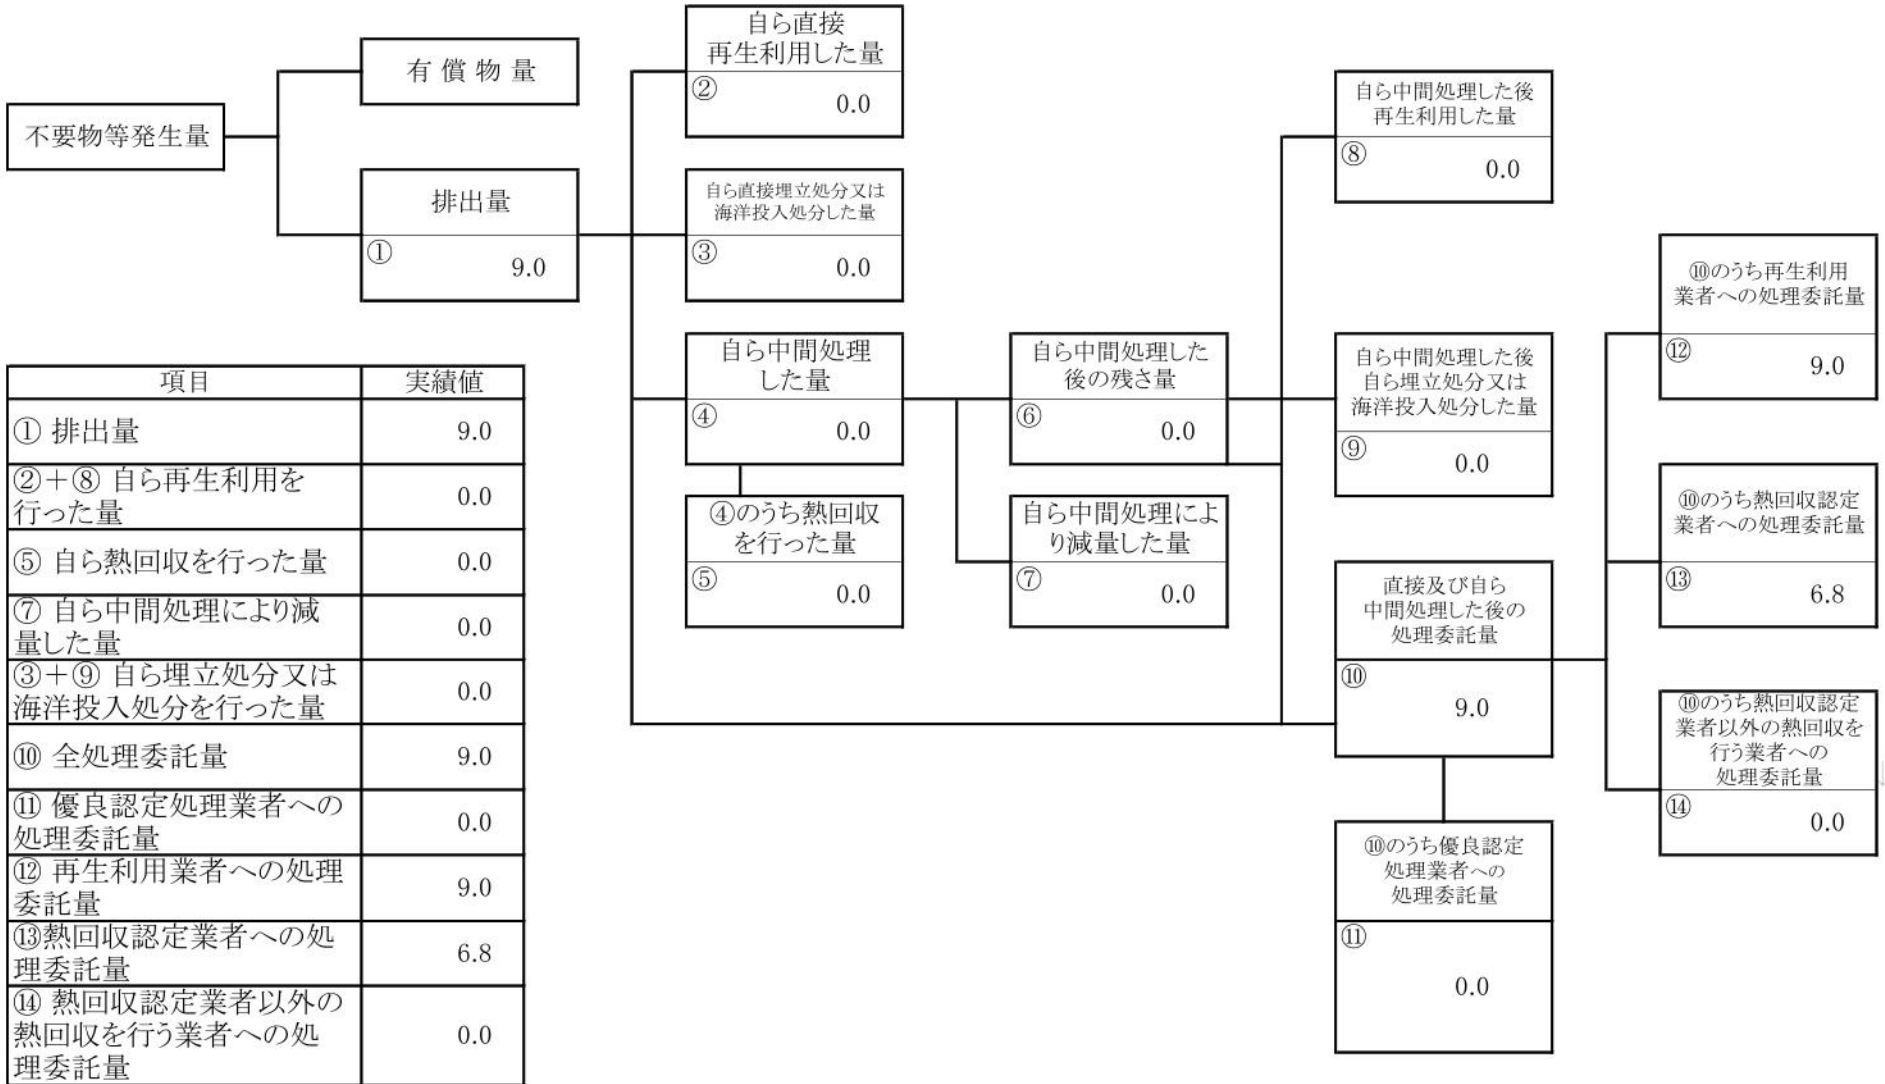 不要物等発生量
有償物量
排出量
①
9.0
自ら直接
再生利用した量
②
0.0
自ら直接埋立処分又は
海洋投入処分した量
③
0.0
自ら中間処理
した量
④
0.0
④のうち熱回収
を行った量
⑤
0.0
自ら中間処理した
後の残さ量
⑥
0.0
自ら中間処理によ
り減量した量
⑦
0.0
自ら中間処理した後
再生利用した量
⑧
0.0
自ら中間処理した後
自ら埋立処分又は
海洋投入処分した量
⑨
0.0
直接及び自ら
中間処理した後の
処理委託量
⑩
9.0
⑩のうち優良認定
処理業者への
処理委託量
⑪
0.0
⑩のうち再生利用
業者への処理委託量
⑫
9.0
⑩のうち熱回収認定
業者への処理委託量
⑬
6.8
⑩のうち熱回収認定
業者以外の熱回収を
行う業者への
処理委託量
⑭
0.0
項目 実績値
① 排出量 9.0
②+⑧ 自ら再生利用を
行った量 0.0
⑤ 自ら熱回収を行った量 0.0
⑦ 自ら中間処理により減
量した量 0.0
③+⑨ 自ら埋立処分又は
海洋投入処分を行った量 0.0
⑩ 全処理委託量 9.0
⑪ 優良認定処理業者への
処理委託量 0.0
⑫ 再生利用業者への処理
委託量 9.0
⑬熱回収認定業者への処
理委託量 6.8
⑭ 熱回収認定業者以外の
熱回収を行う業者への処
理委託量 0.0